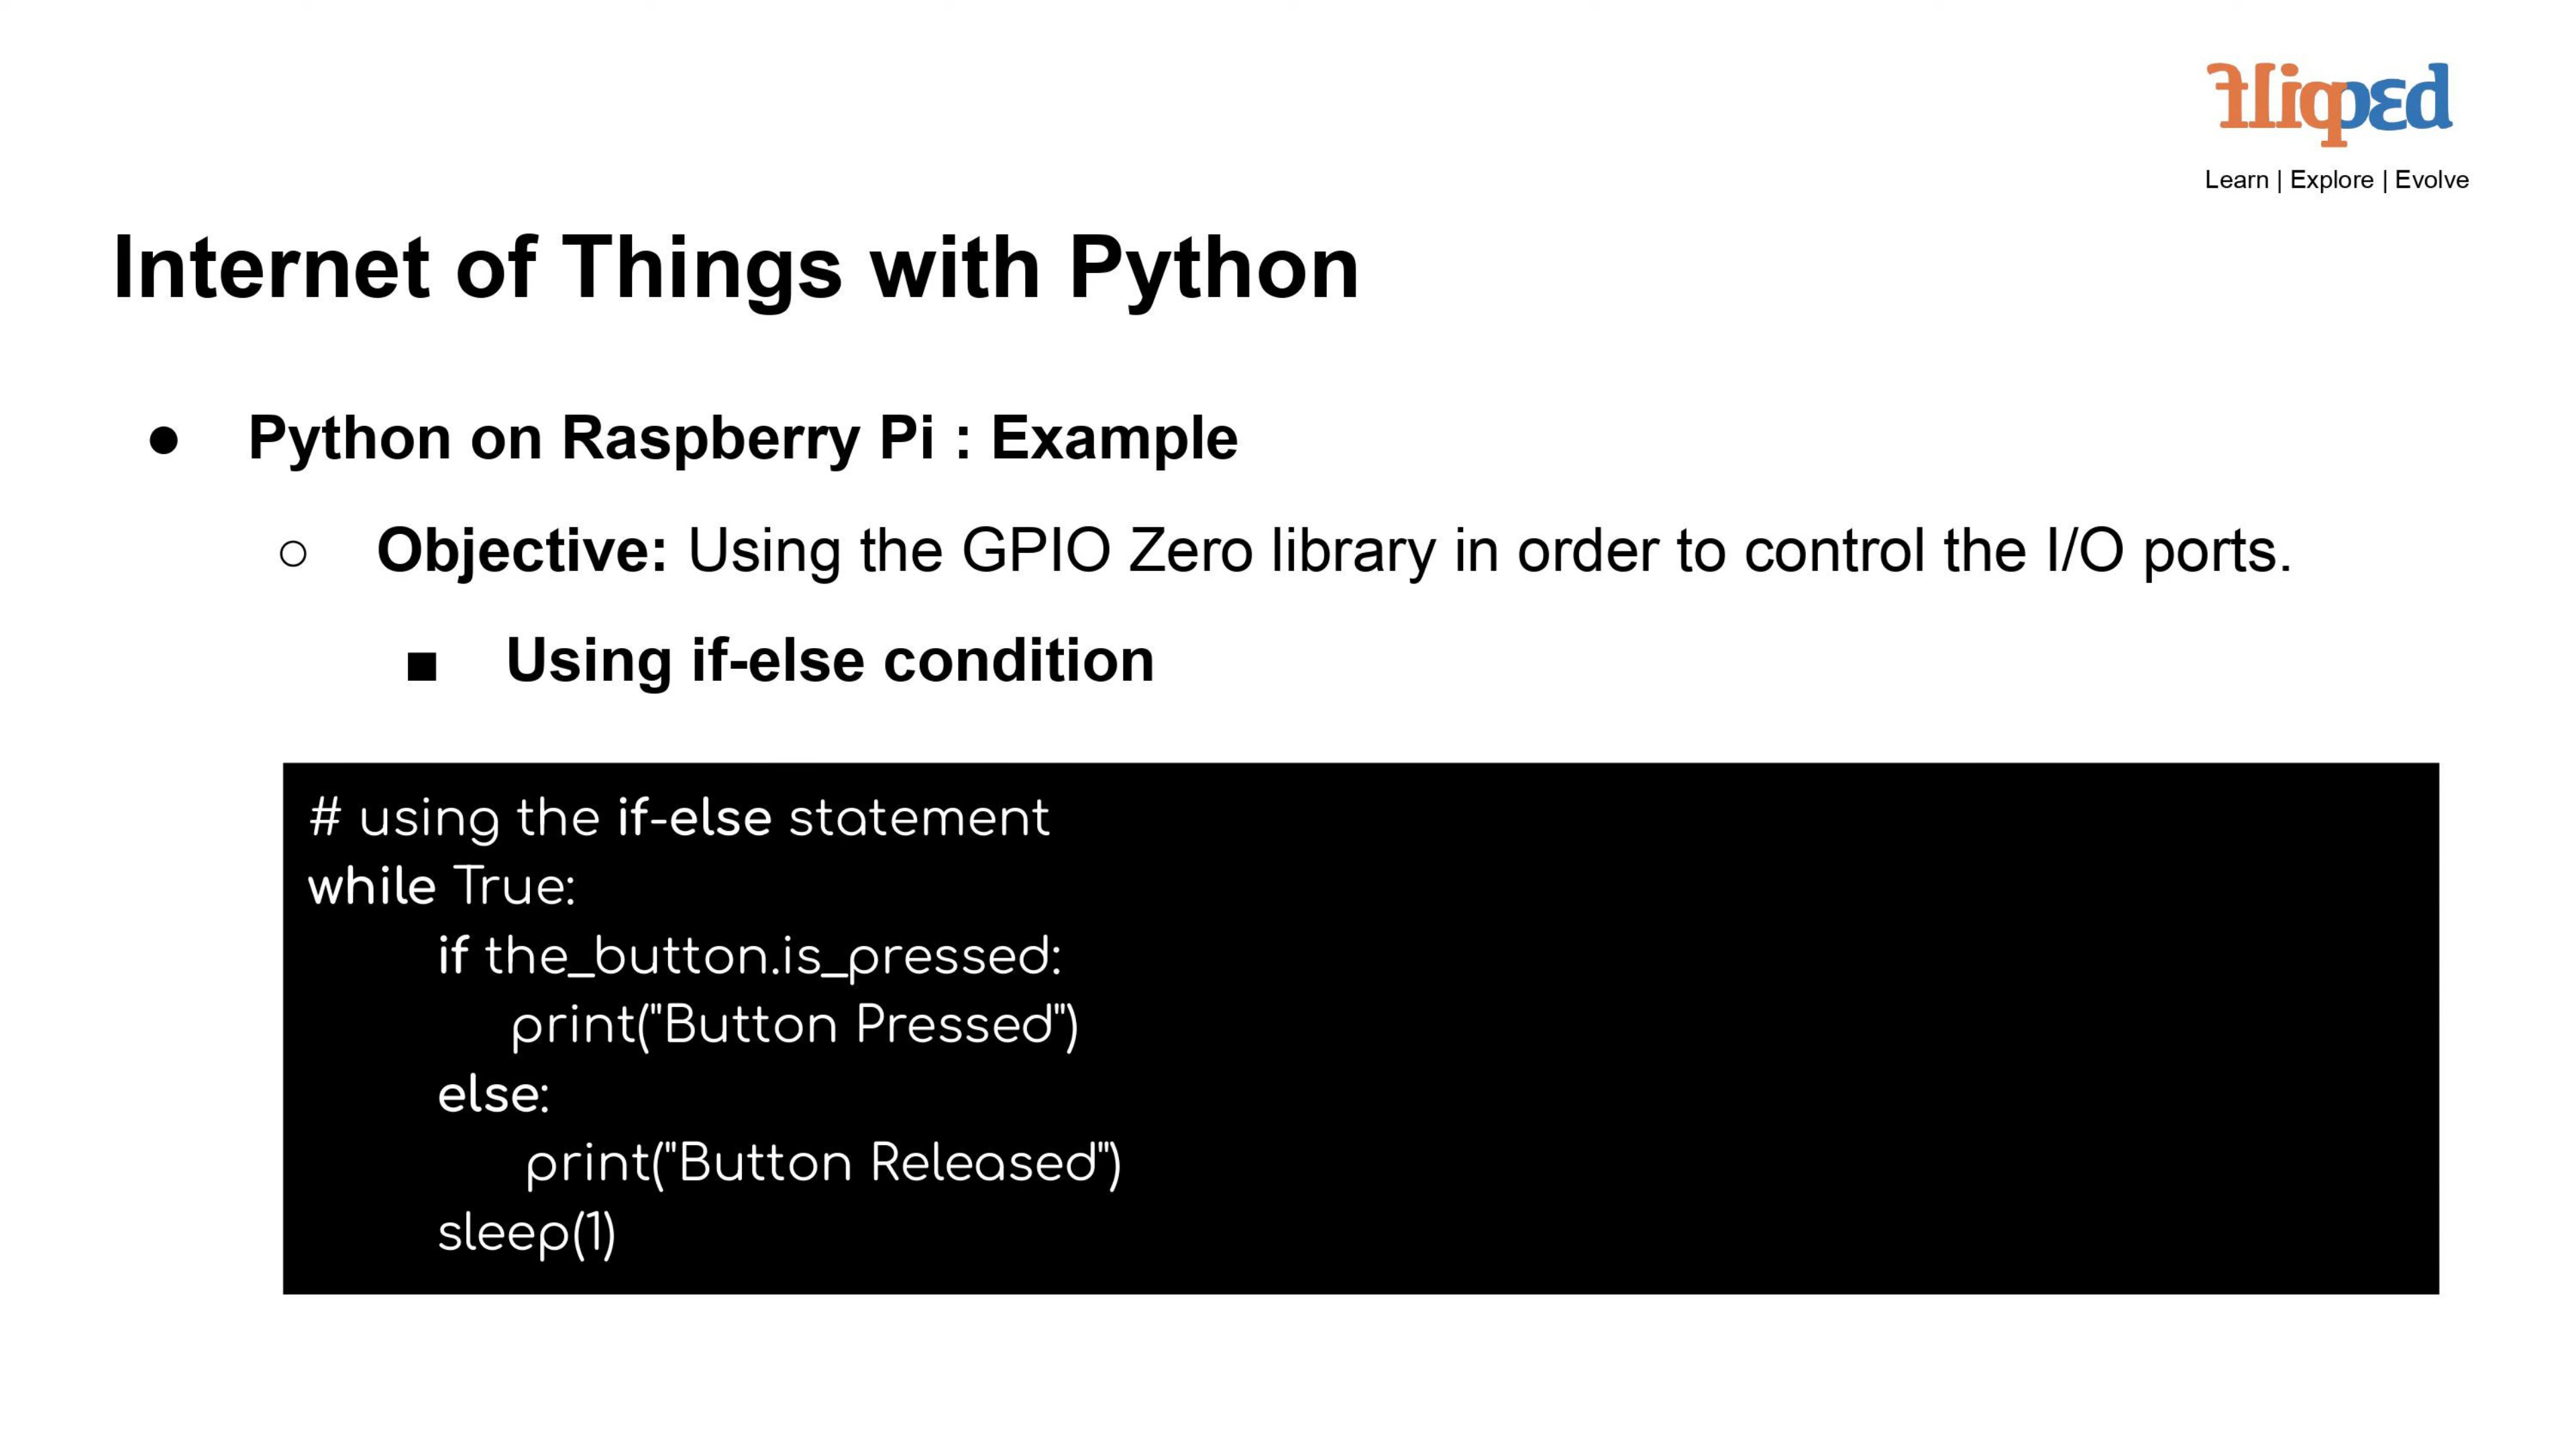 flipped
Learn | Explore | Evolve
Internet of Things with Python
● Python on Raspberry Pi : Example
○ Objective: Using the GPIO Zero library in order to control the I/O ports.
■ Using if-else condition
# using the if-else statement
while True:
if the_button.is_pressed:
print("Button Pressed")
else:
print("Button Released")
sleep(1)